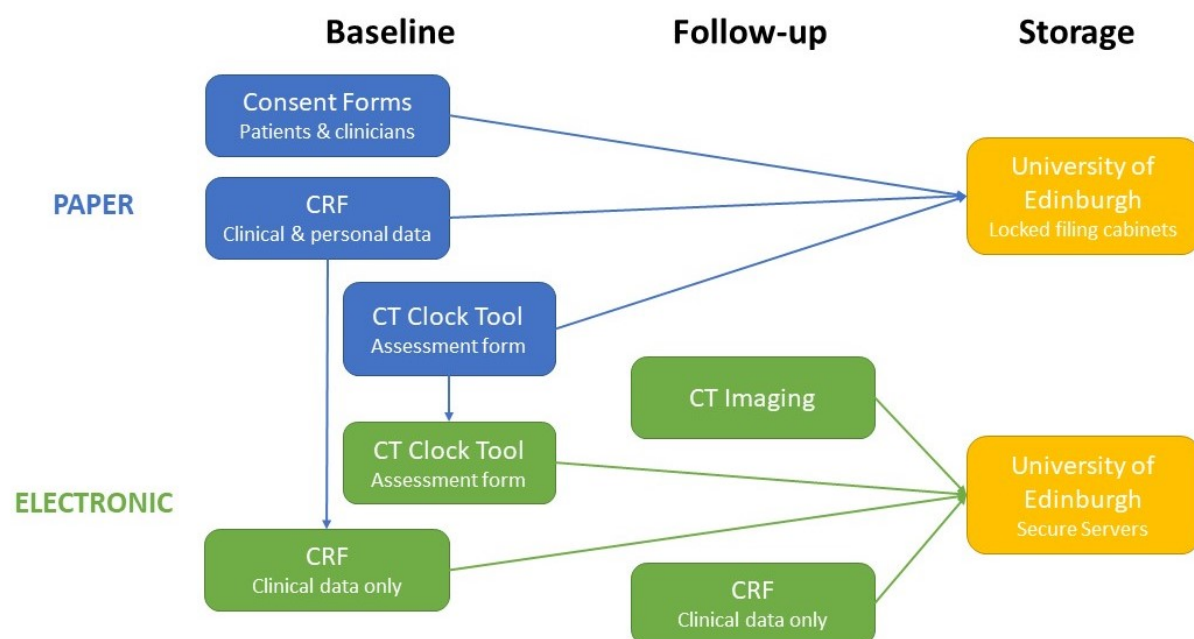 Baseline
Follow-up
Storage
Consent Forms
Patients & clinicians
PAPER
CRF
Clinical & personal data
University of
Edinburgh
Locked filing cabinets
CT Clock Tool
Assessment form
CT Imaging
ELECTRONIC
CT Clock Tool
Assessment form
University of
Edinburgh
Secure Servers
CRF
Clinical data only
CRF
Clinical data only